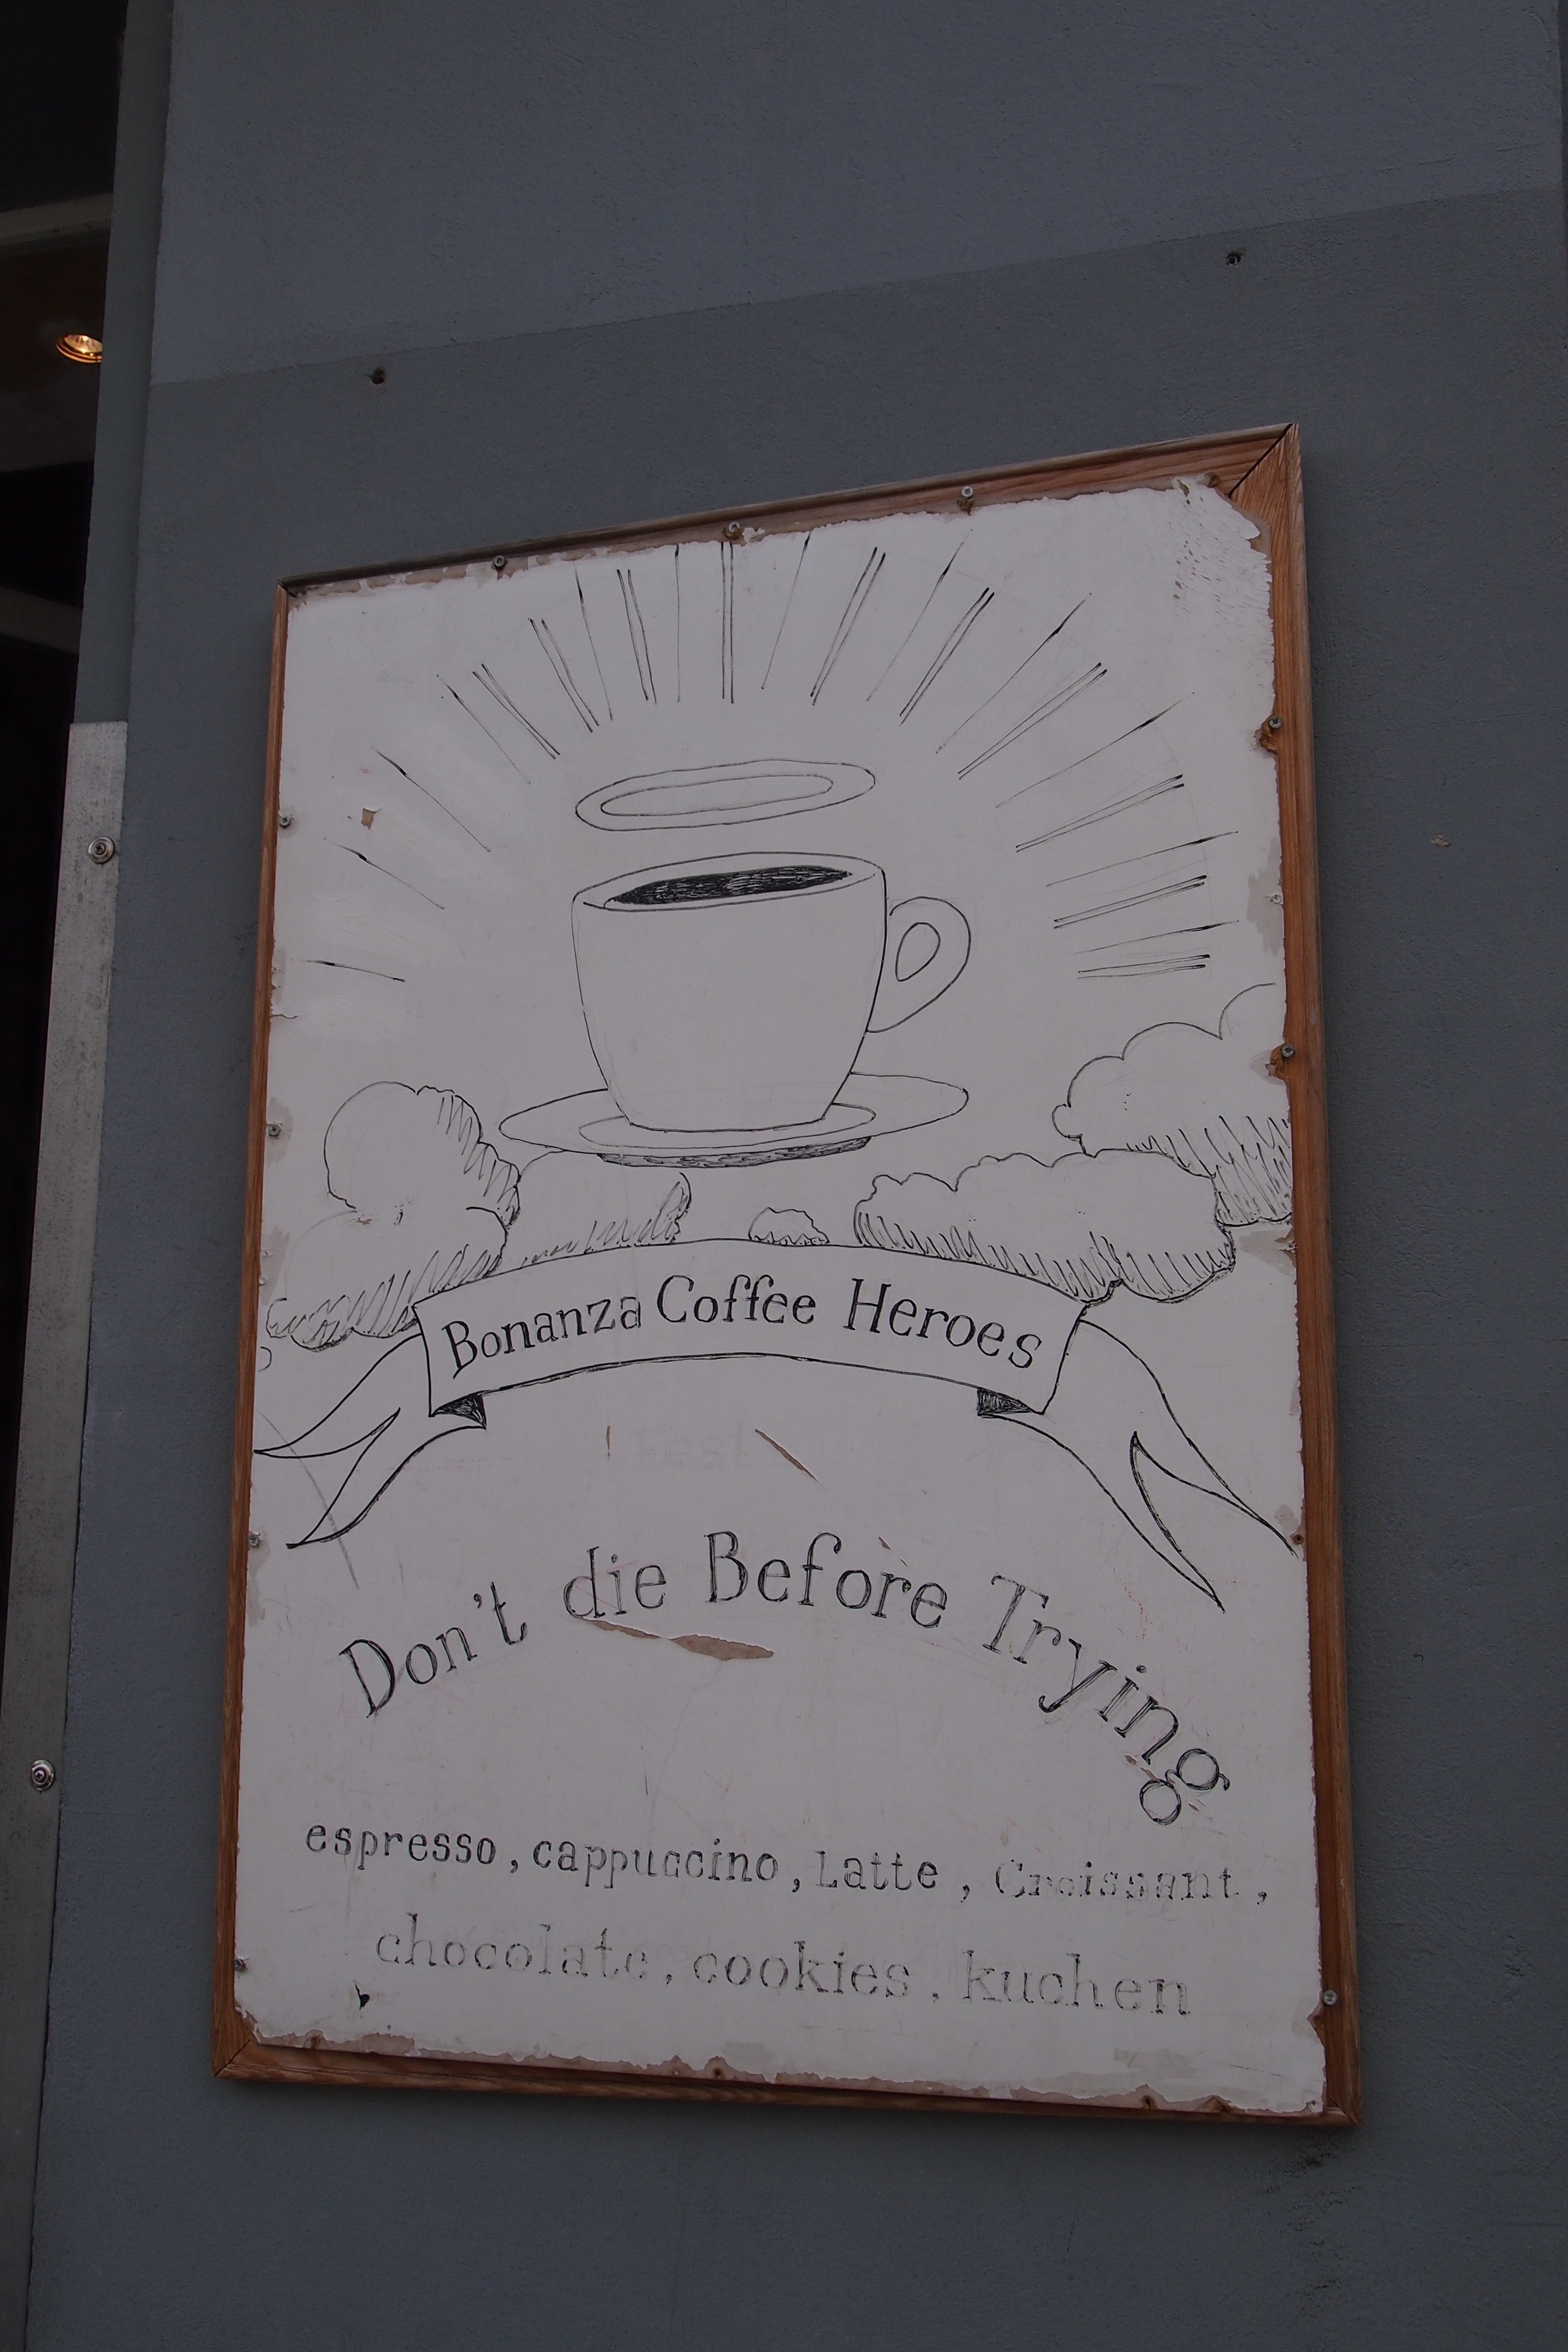 Bonanza Coffee Heroes
Don't die Before Trying
espresso, cappuccino, Latte, Croissant,
chocolate, cookies, kuchen